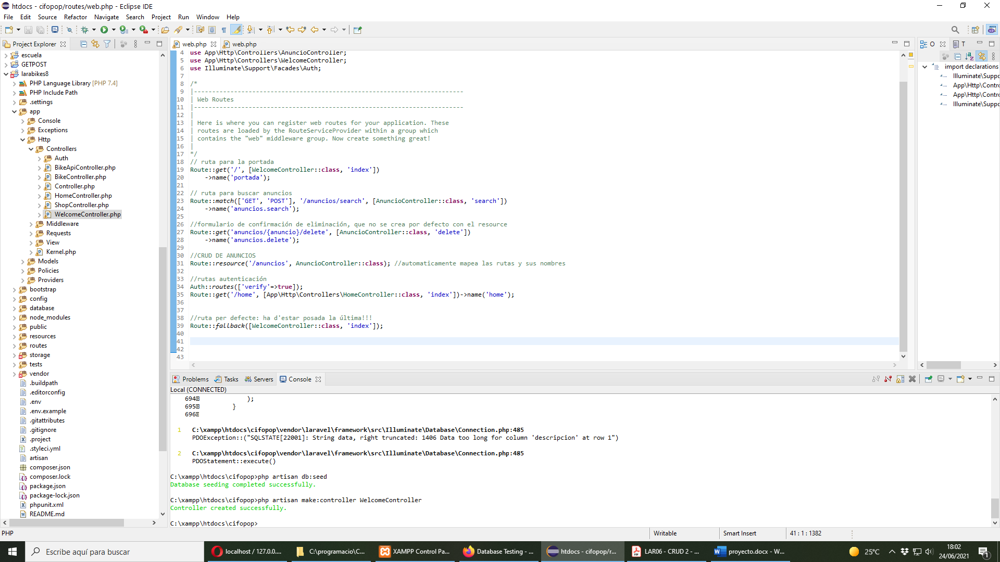 htdocs - cifopop/routes/web.php - Eclipse IDE
File Edit Source Refactor Navigate Search Project Run Window Help
Project Explorer
escuela
GETPOST
larabikes8
PHP Language Library [PHP 7.4]
PHP Include Path
.settings
app
Console
Exceptions
Http
Controllers
Auth
BikeApiController.php
BikeController.php
Controller.php
HomeController.php
ShopController.php
WelcomeController.php
Middleware
Requests
View
Kernel.php
Models
Policies
Providers
bootstrap
config
database
node_modules
public
resources
routes
storage
tests
vendor
.buildpath
.editorconfig
.env
.env.example
.gitattributes
.gitignore
.project
.styleci.yml
artisan
composer.json
composer.lock
package.json
package-lock.json
phpunit.xml
README.md
web.php web.php
4 use App\Http\Controllers\AnuncioController;
5 use App\Http\Controllers\WelcomeController;
6 use Illuminate\Support\Facades\Auth;
7
8 /*
9 |--------------------------------------------------------------------------
10 | Web Routes
11 |--------------------------------------------------------------------------
12 |
13 | Here is where you can register web routes for your application. These
14 | routes are loaded by the RouteServiceProvider within a group which
15 | contains the "web" middleware group. Now create something great!
16 |
17 */
18 // ruta para la portada
19 Route::get('/', [WelcomeController::class, 'index'])
20 ->name('portada');
21
22 // ruta para buscar anuncios
23 Route::match(['GET', 'POST'], '/anuncios/search', [AnuncioController::class, 'search'])
24 ->name('anuncios.search');
25
26 //formulario de confirmación de eliminación, que no se crea por defecto con el resource
27 Route::get('anuncios/{anuncio}/delete', [AnuncioController::class, 'delete'])
28 ->name('anuncios.delete');
29
30 //CRUD DE ANUNCIOS
31 Route::resource('/anuncios', AnuncioController::class); //automaticamente mapea las rutas y sus nombres
32
33 //rutas autenticación
34 Auth::routes(['verify'=>true]);
35 Route::get('/home', [App\Http\Controllers\HomeController::class, 'index'])->name('home');
36
37
38 //ruta per defecte: ha d'estar posada la última!!!
39 Route::fallback([WelcomeController::class, 'index']);
40
41
42
43
O T
import declarations
Illuminate\Suppo
App\Http\Contro
App\Http\Contro
Illuminate\Suppo
Problems Tasks Servers Console
Local (CONNECTED)
694 );
695 }
696
1 C:\xampp\htdocs\cifopop\vendor\laravel\framework\src\Illuminate\Database\Connection.php:485
PDOException::("SQLSTATE[22001]: String data, right truncated: 1406 Data too long for column 'descripcion' at row 1")
2 C:\xampp\htdocs\cifopop\vendor\laravel\framework\src\Illuminate\Database\Connection.php:485
PDOStatement::execute()
C:\xampp\htdocs\cifopop>php artisan db:seed
Database seeding completed successfully.
C:\xampp\htdocs\cifopop>php artisan make:controller WelcomeController
Controller created successfully.
C:\xampp\htdocs\cifopop>
PHP Writable Smart Insert 41 : 1 : 1382
Escribe aquí para buscar
localhost / 127.0.0.... C:\programacio\C... XAMPP Control Pa... Database Testing - ... htdocs - cifopop/r... LAR06 - CRUD 2 - ... proyecto.docx - W...
25°C
18:02
24/06/2021
1